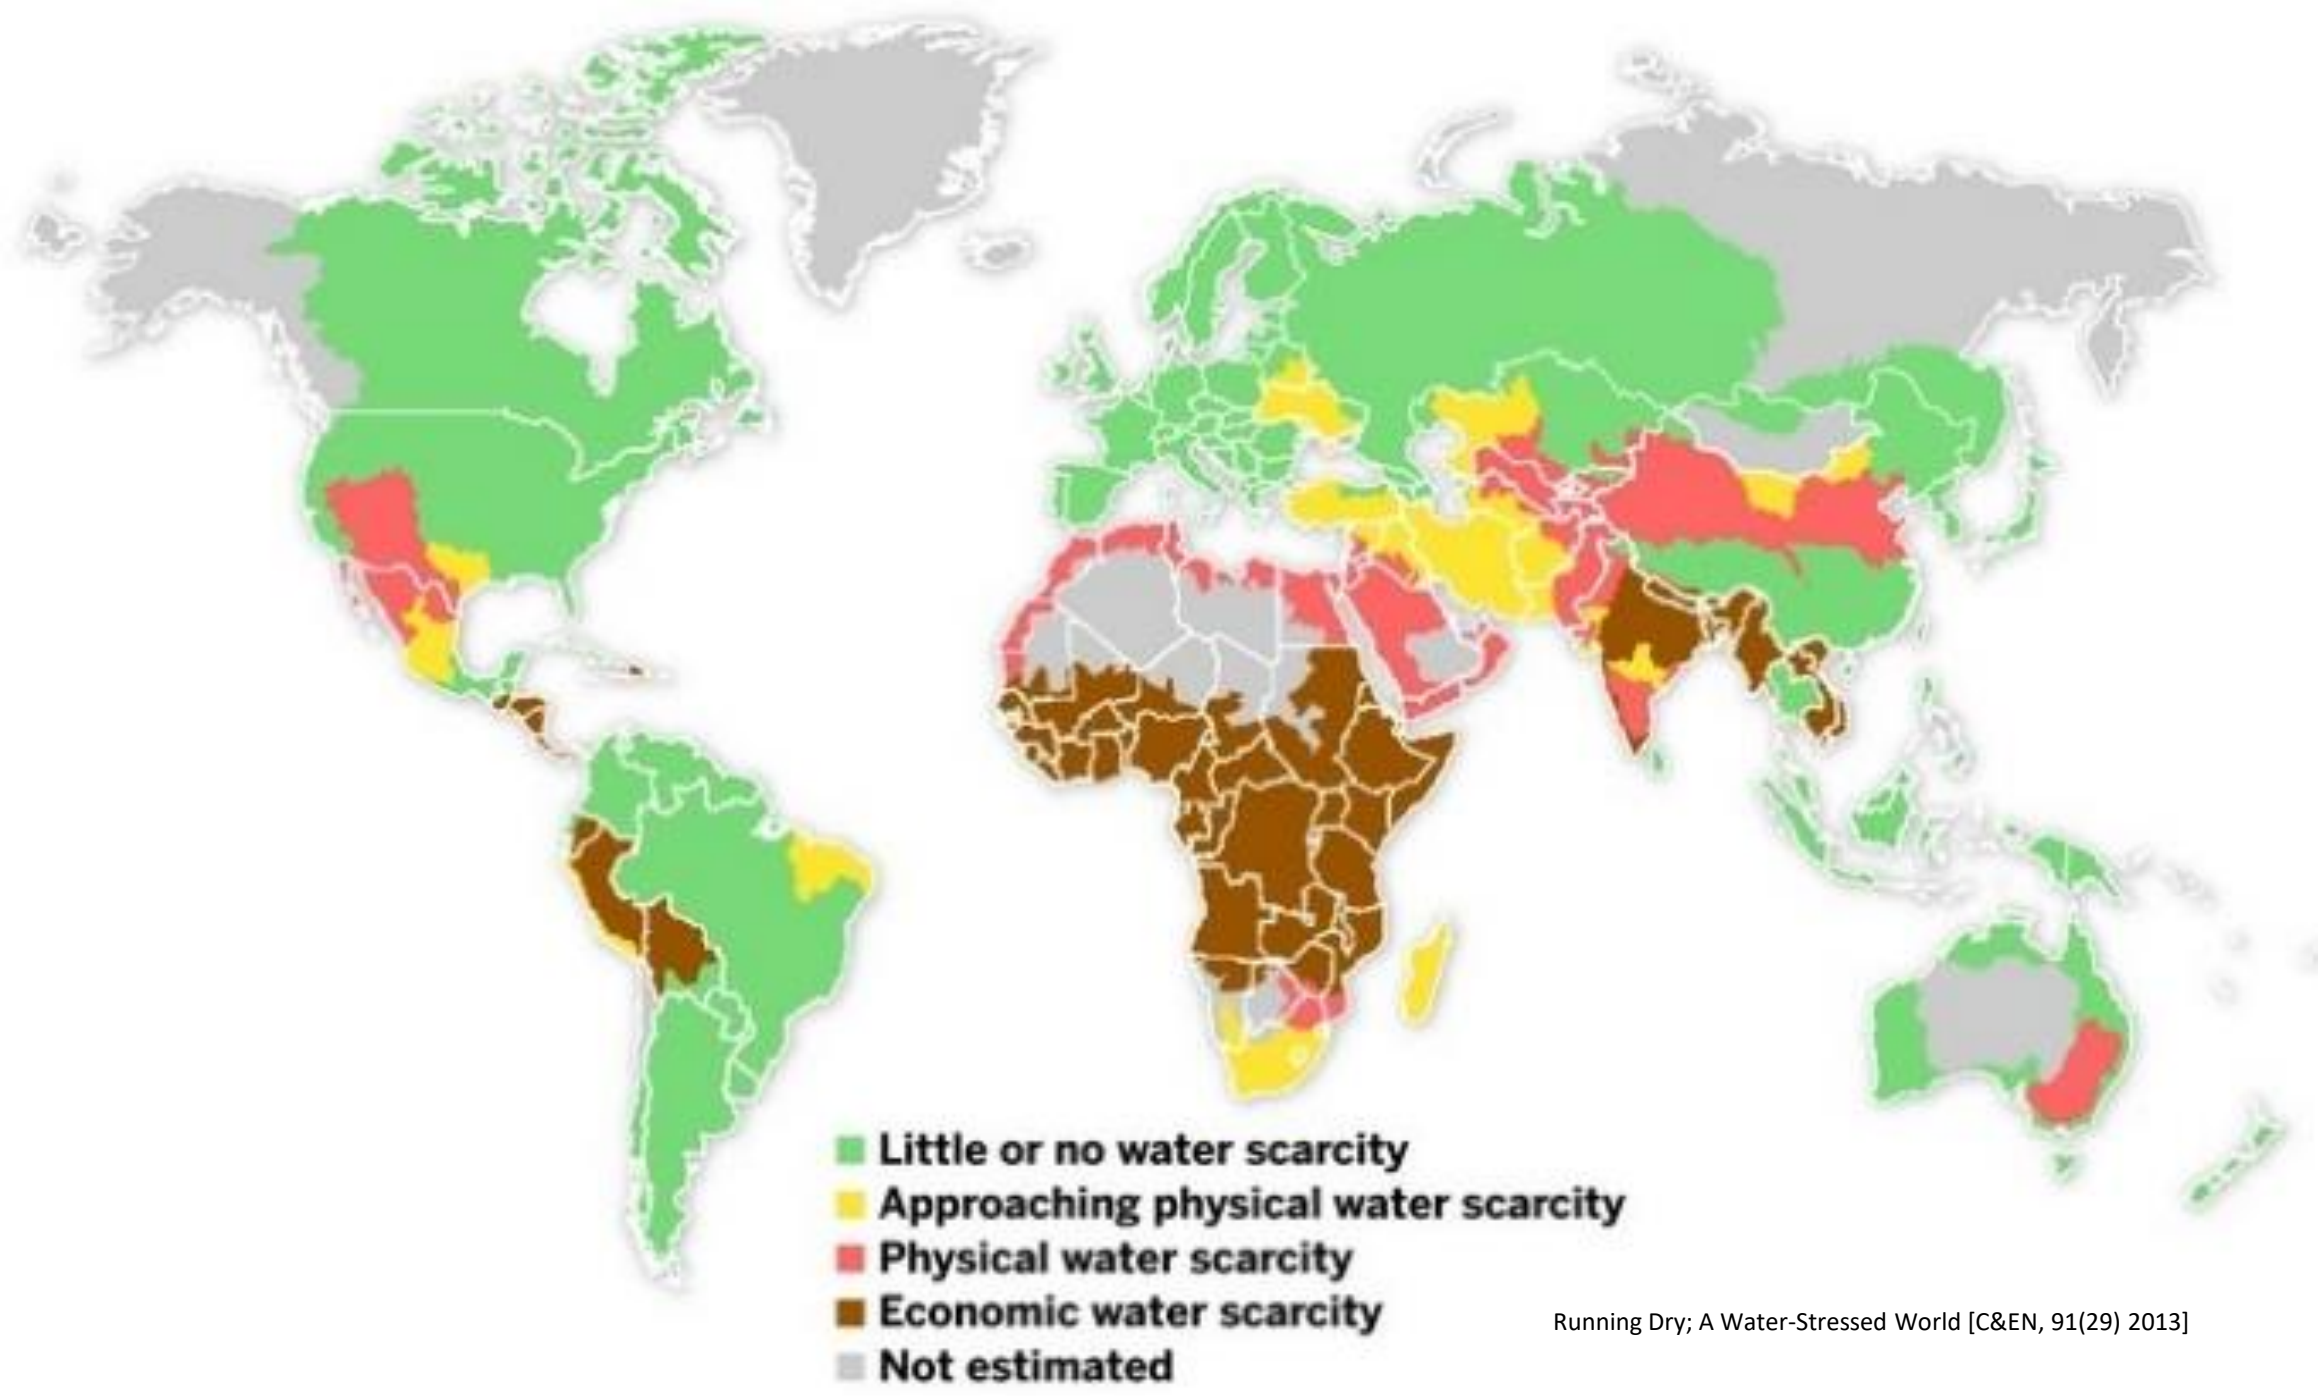 Little or no water scarcity
Approaching physical water scarcity
Physical water scarcity
Economic water scarcity
Not estimated
Running Dry; A Water-Stressed World [C&EN, 91(29) 2013]